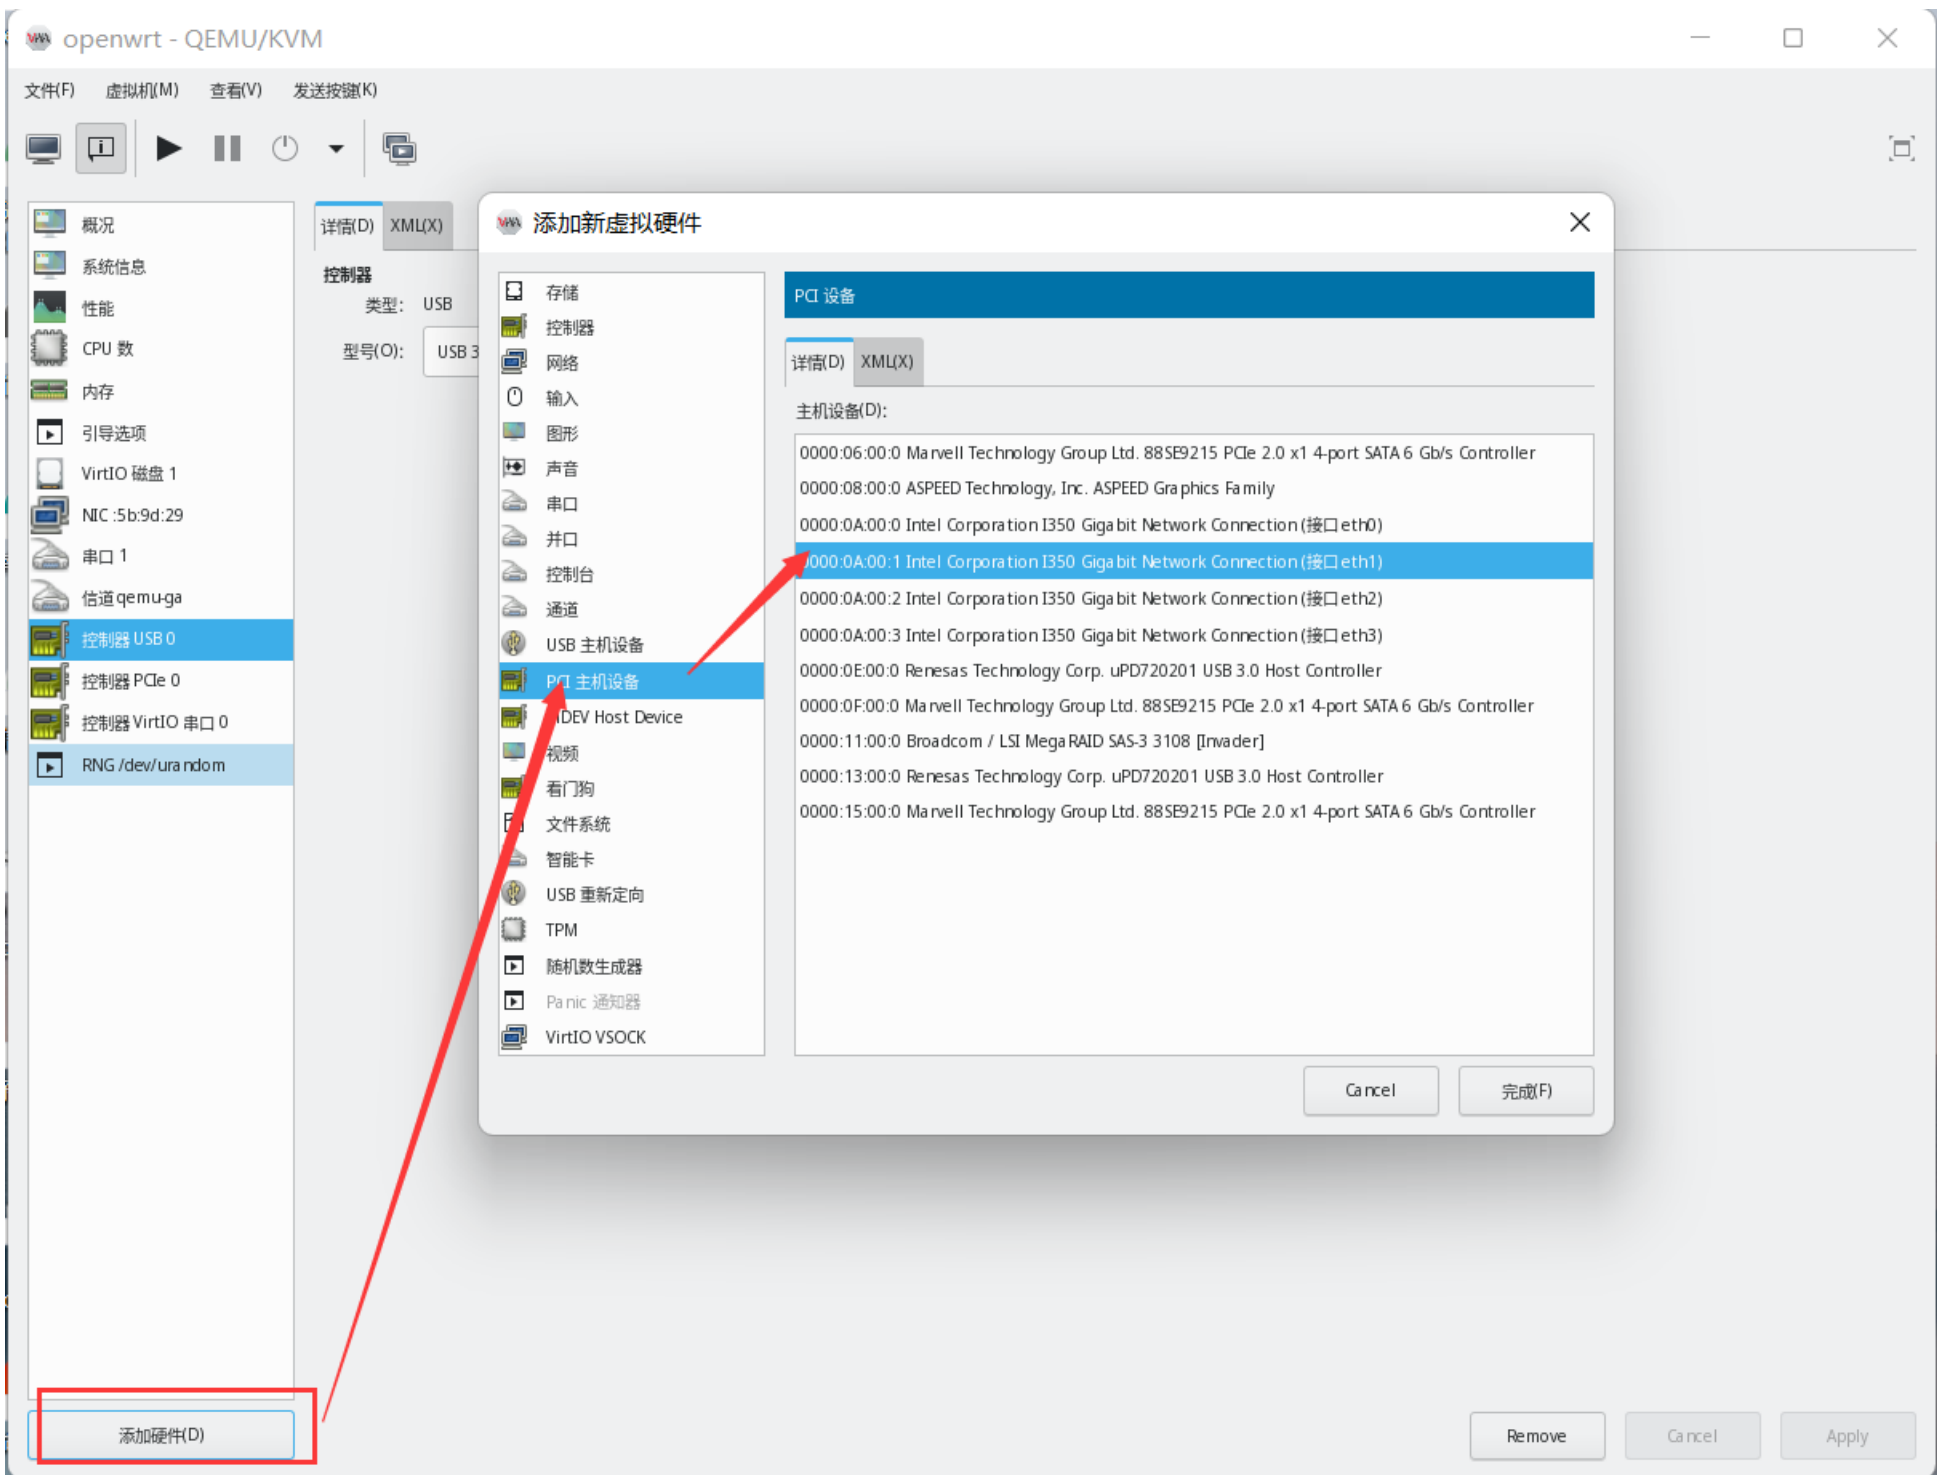 openwrt - QEMU/KVM
文件(F) 虚拟机(M) 查看(V) 发送按键(K)
概况
系统信息
性能
CPU 数
内存
引导选项
VirtIO 磁盘 1
NIC :5b:9d:29
串口 1
信道 qemu-ga
控制器 USB 0
控制器 PCIe 0
控制器 VirtIO 串口 0
RNG /dev/urandom
添加硬件(D)
详情(D) XML(X)
控制器
类型: USB
型号(O): USB 3
添加新虚拟硬件
存储
控制器
网络
输入
图形
声音
串口
并口
控制台
通道
USB 主机设备
PCI 主机设备
DEV Host Device
视频
看门狗
文件系统
智能卡
USB 重新定向
TPM
随机数生成器
Panic 通知器
VirtIO VSOCK
PCI 设备
详情(D) XML(X)
主机设备(D):
0000:06:00:0 Marvell Technology Group Ltd. 88SE9215 PCIe 2.0 x1 4-port SATA 6 Gb/s Controller
0000:08:00:0 ASPEED Technology, Inc. ASPEED Graphics Family
0000:0A:00:0 Intel Corporation I350 Gigabit Network Connection (接口 eth0)
0000:0A:00:1 Intel Corporation I350 Gigabit Network Connection (接口 eth1)
0000:0A:00:2 Intel Corporation I350 Gigabit Network Connection (接口 eth2)
0000:0A:00:3 Intel Corporation I350 Gigabit Network Connection (接口 eth3)
0000:0E:00:0 Renesas Technology Corp. uPD720201 USB 3.0 Host Controller
0000:0F:00:0 Marvell Technology Group Ltd. 88SE9215 PCIe 2.0 x1 4-port SATA 6 Gb/s Controller
0000:11:00:0 Broadcom / LSI MegaRAID SAS-3 3108 [Invader]
0000:13:00:0 Renesas Technology Corp. uPD720201 USB 3.0 Host Controller
0000:15:00:0 Marvell Technology Group Ltd. 88SE9215 PCIe 2.0 x1 4-port SATA 6 Gb/s Controller
Cancel 完成(F)
Remove Cancel Apply